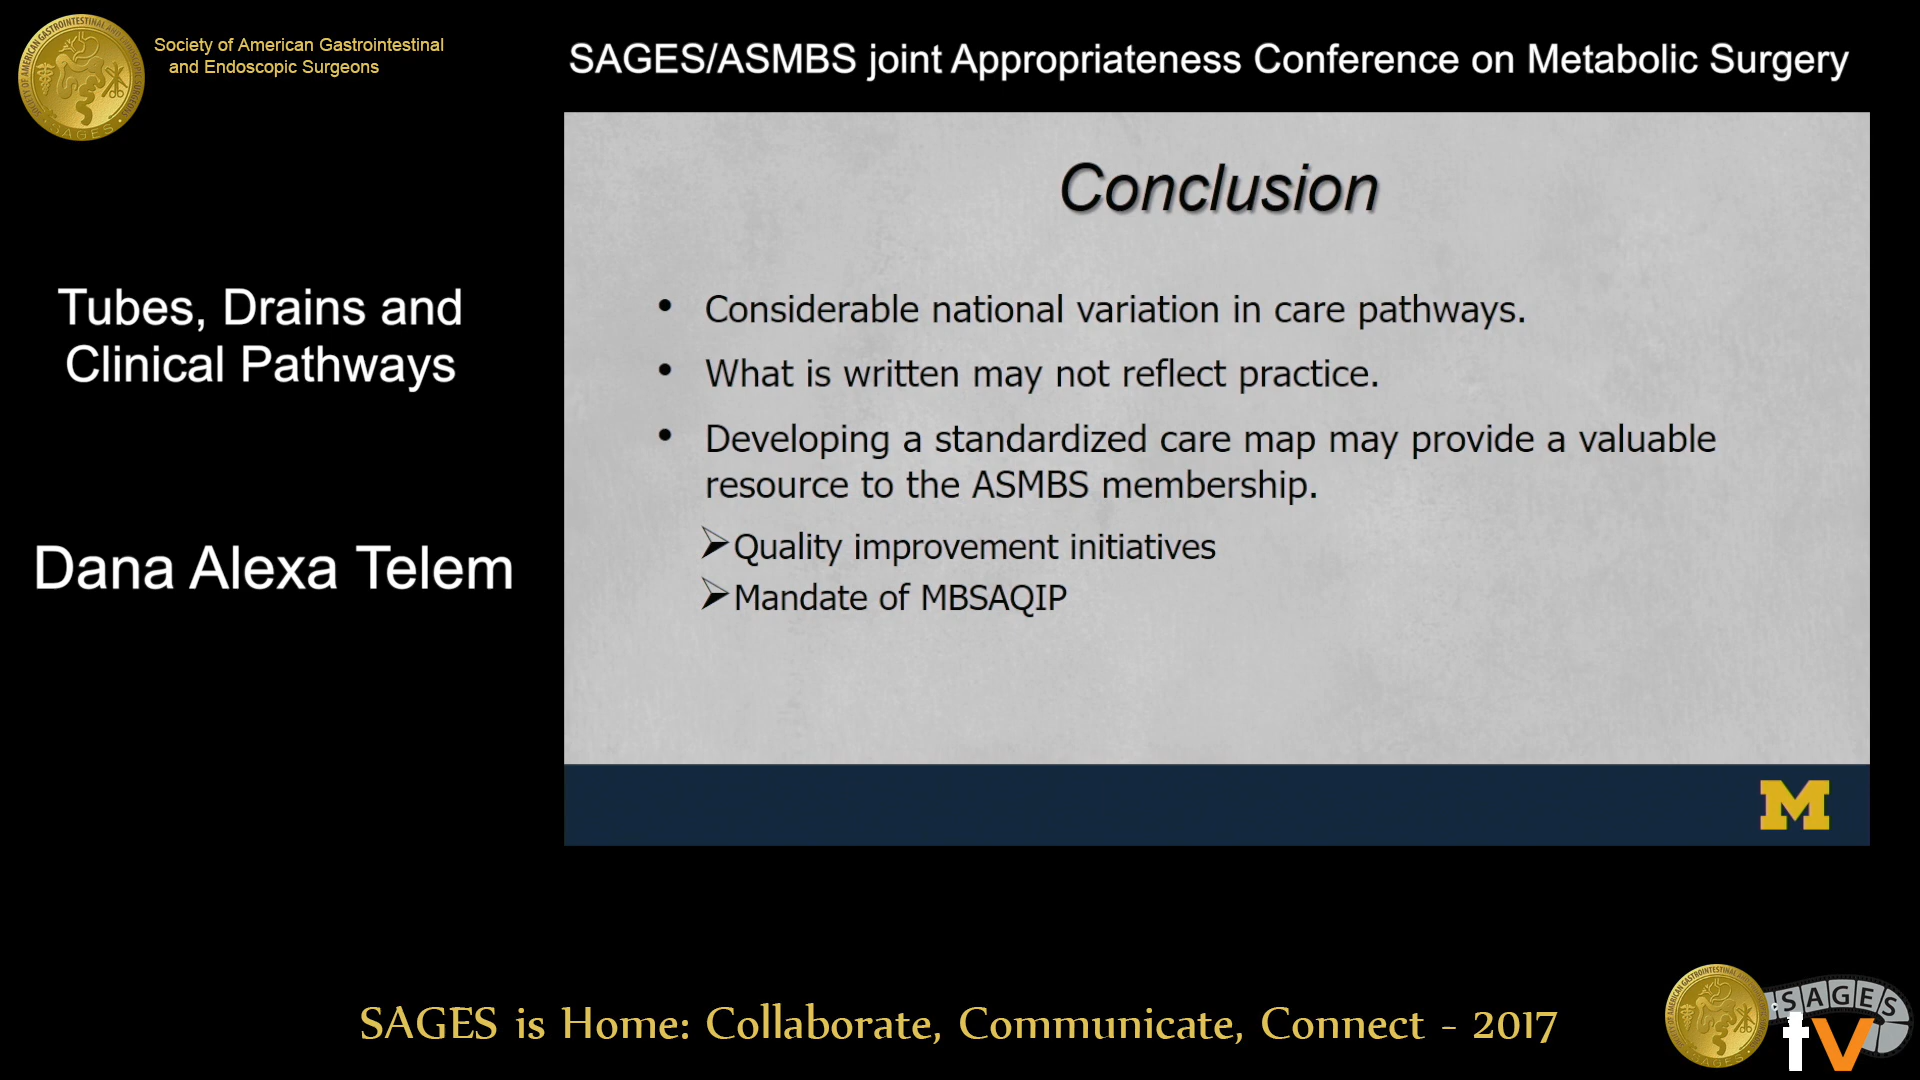 Society of American Gastrointestinal
and Endoscopic Surgeons
SAGES/ASMBS joint Appropriateness Conference on Metabolic Surgery
Tubes, Drains and
Clinical Pathways
Dana Alexa Telem
Conclusion
• Considerable national variation in care pathways.
• What is written may not reflect practice.
• Developing a standardized care map may provide a valuable
resource to the ASMBS membership.
➢Quality improvement initiatives
➢Mandate of MBSAQIP
M
SAGES is Home: Collaborate, Communicate, Connect - 2017
SAGES
tv